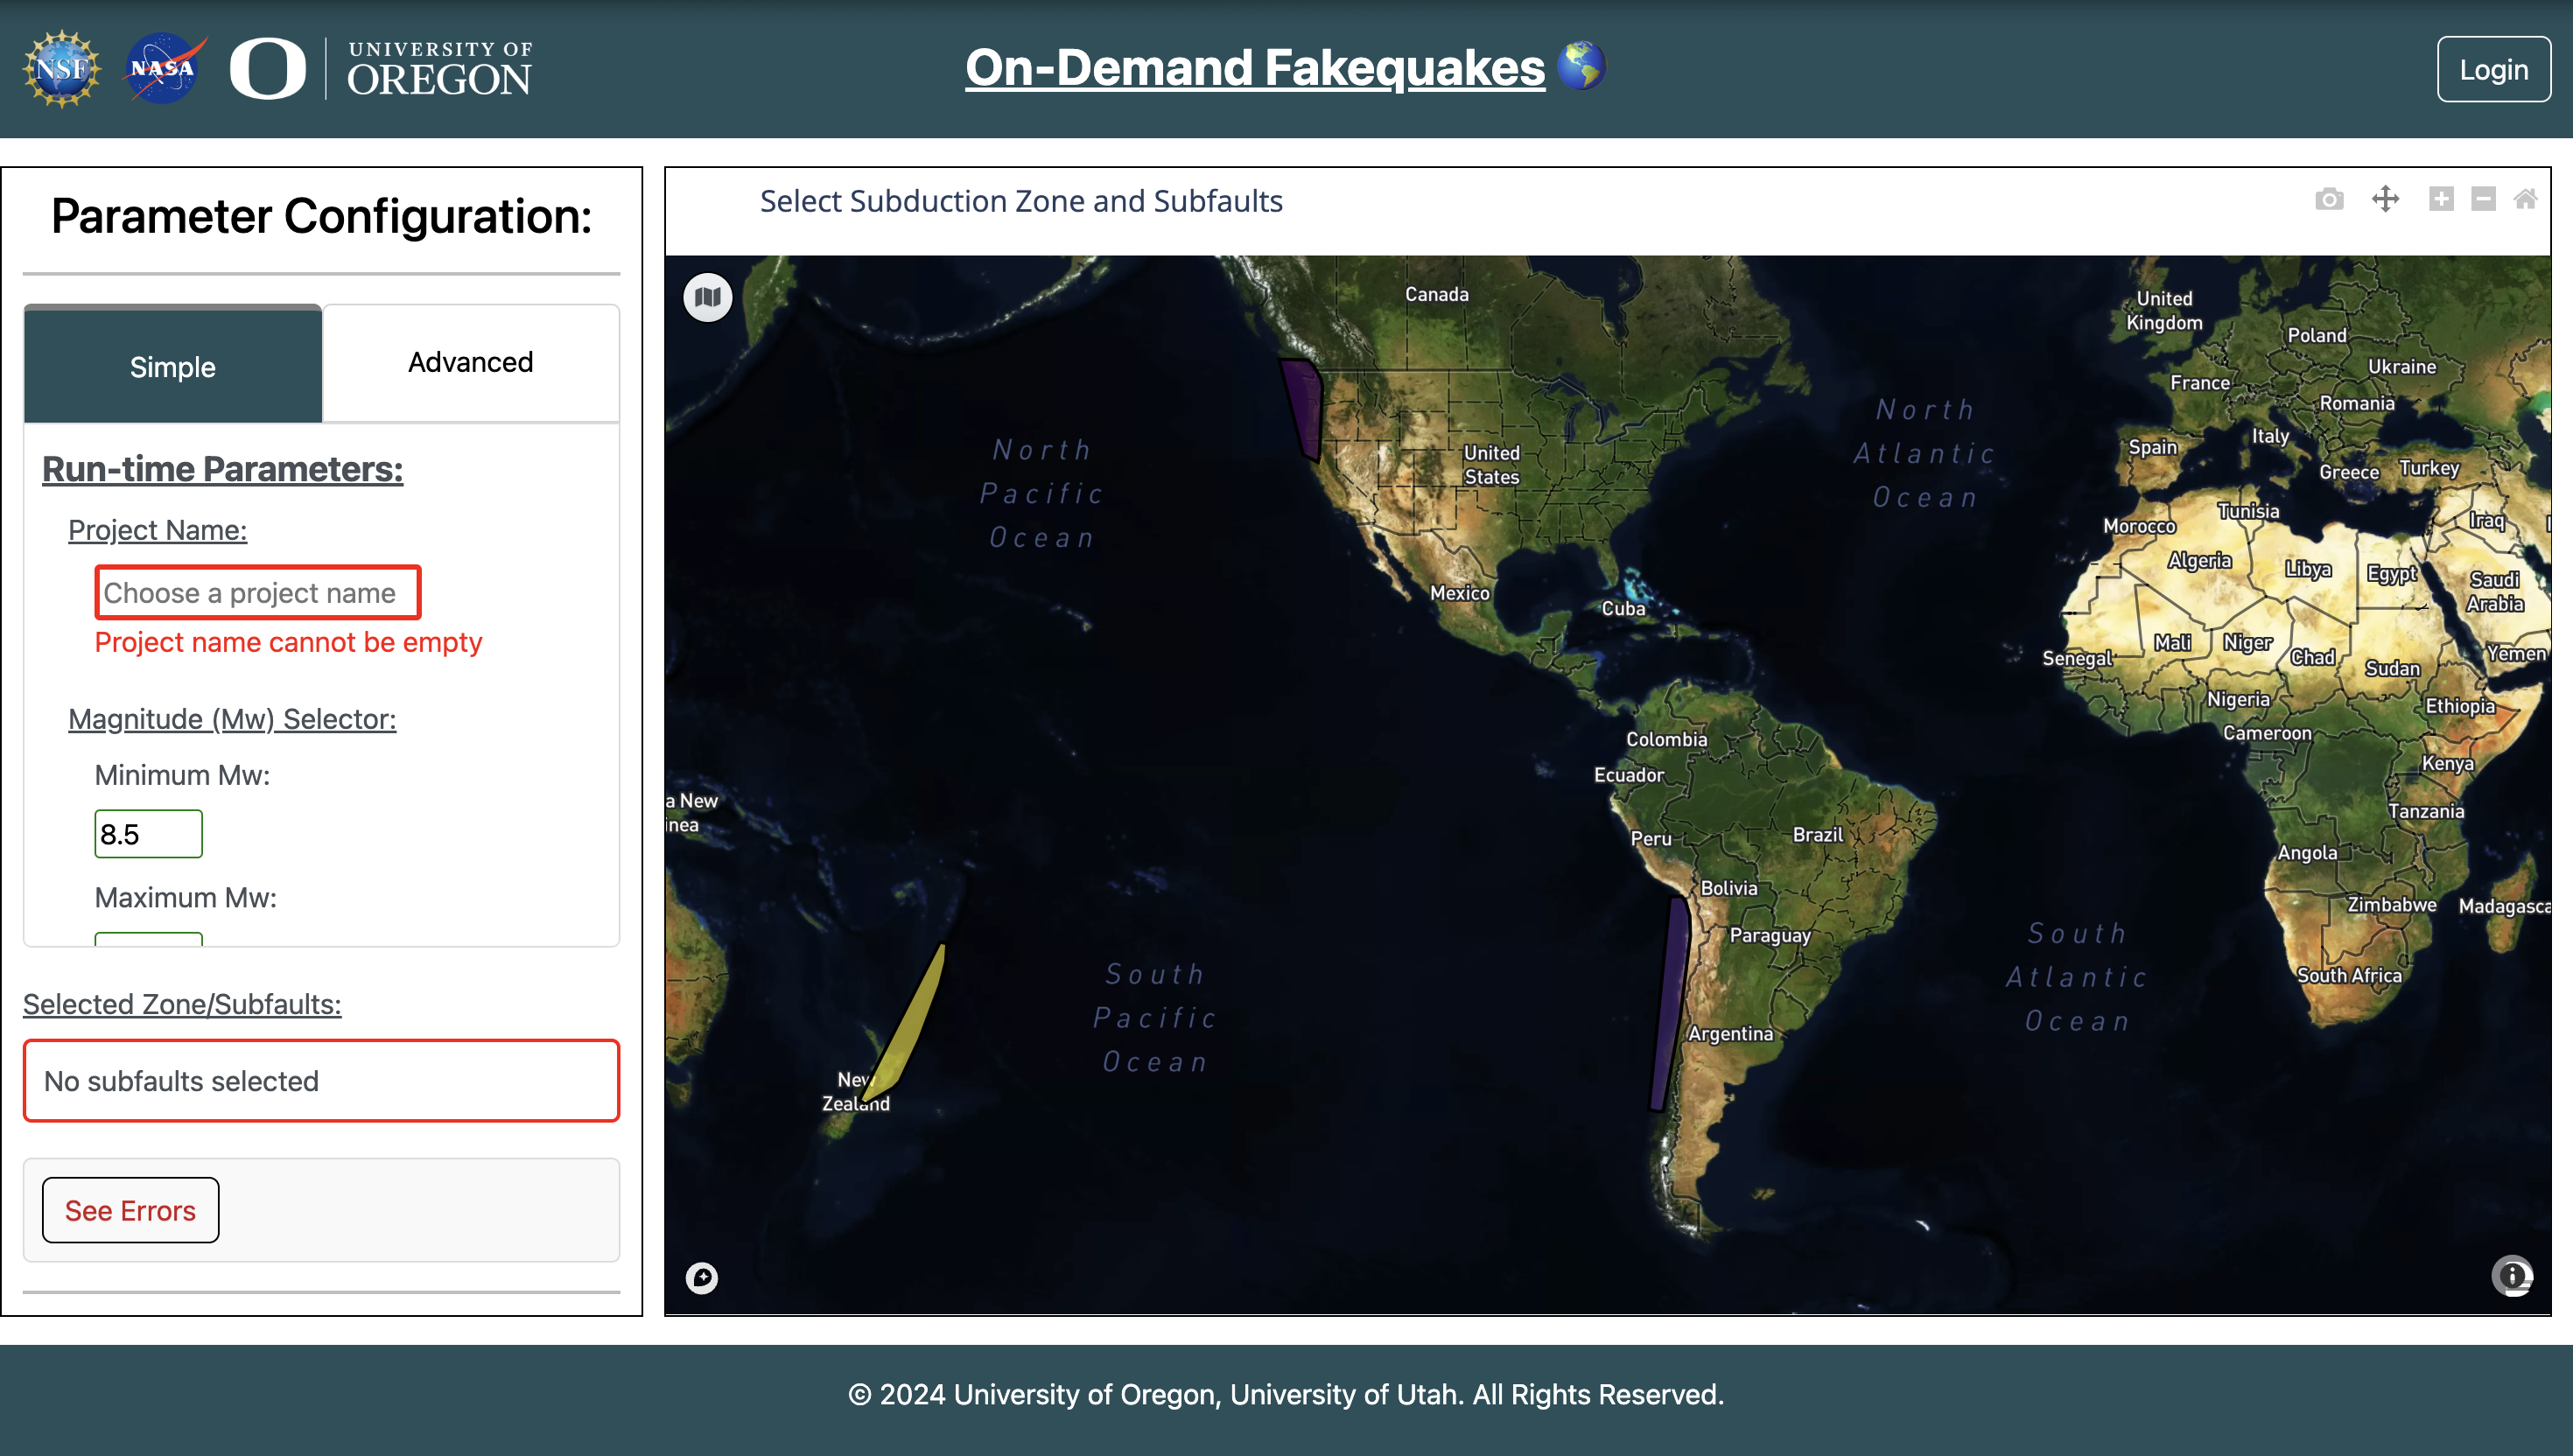 NSF
NASA
UNIVERSITY OF
OREGON
On-Demand Fakequakes
Login
Parameter Configuration:
Simple
Advanced
Run-time Parameters:
Project Name:
Choose a project name
Project name cannot be empty
Magnitude (Mw) Selector:
Minimum Mw:
8.5
Maximum Mw:
Selected Zone/Subfaults:
No subfaults selected
See Errors
Select Subduction Zone and Subfaults
Canada
United
Kingdom
Poland
Ukraine
France
Romania
Italy
Spain
Greece
Turkey
North
Pacific
Ocean
United
States
North
Atlantic
Ocean
Tunisia
Morocco
Iraq
Algeria
Libya
Egypt
Saudi
Arabia
Mexico
Cuba
Mali
Niger
Chad
Senegal
Sudan
Yemen
Nigeria
Ethiopia
Cameroon
Colombia
Kenya
Ecuador
a New
inea
Tanzania
Peru
Brazil
Angola
Bolivia
Zimbabwe
Madagasca
Paraguay
South
Pacific
Ocean
South
Atlantic
Ocean
South Africa
Argentina
New
Zealand
© 2024 University of Oregon, University of Utah. All Rights Reserved.